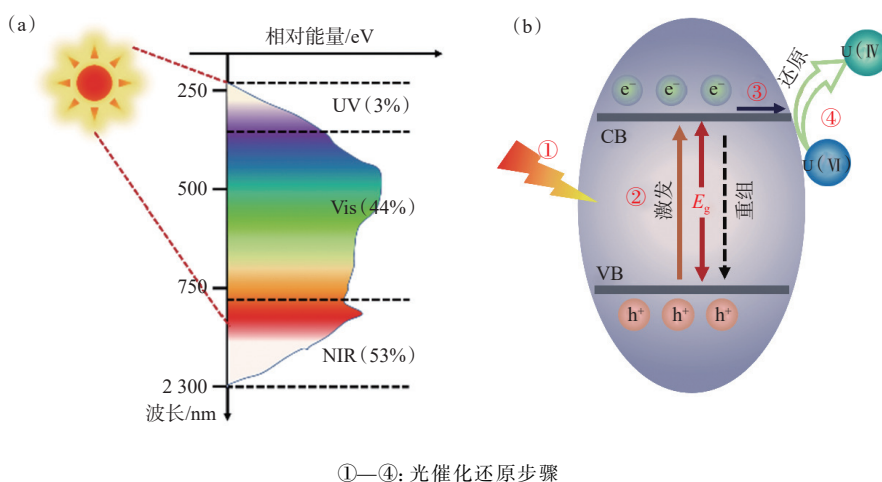 (a)
相对能量/eV
250
UV(3%)
500
Vis(44%)
750
NIR(53%)
2 300
波长/nm
(b)
U(Ⅳ)
还原
e⁻ e⁻ e⁻ ③
④
CB
①
U(Ⅵ)
② 激发 Eg 重组
VB
h⁺ h⁺ h⁺
①—④: 光催化还原步骤